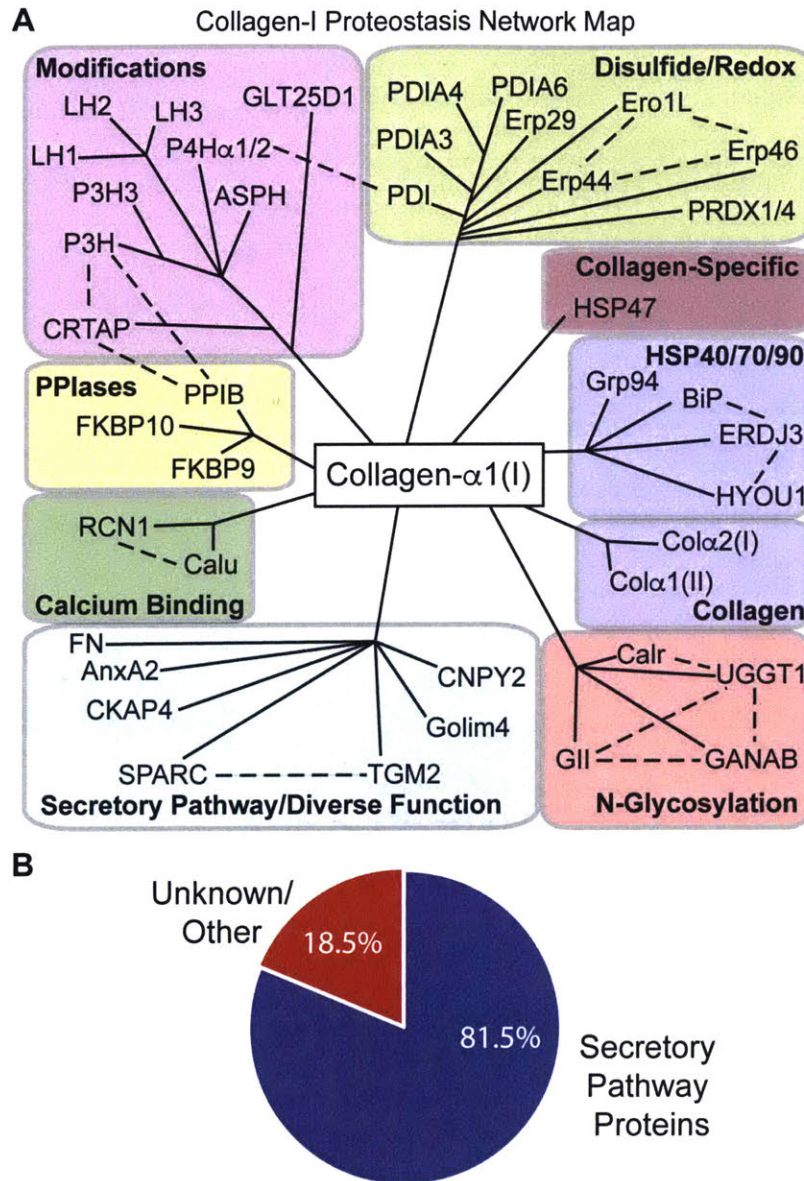 A
Collagen-I Proteostasis Network Map
Modifications
LH2
LH3
GLT25D1
LH1
P4Hα1/2
P3H3
ASPH
P3H
CRTAP
Disulfide/Redox
PDIA4
PDIA6
Ero1L
Erp29
PDIA3
Erp46
Erp44
PDI
PRDX1/4
Collagen-Specific
HSP47
PPIases
PPIB
FKBP10
FKBP9
HSP40/70/90
Grp94
BiP
ERDJ3
HYOU1
Collagen-α1(I)
RCN1
Calu
Calcium Binding
Colα2(I)
Colα1(II)
Collagen
FN
AnxA2
CNPY2
CKAP4
Golim4
SPARC
TGM2
Secretory Pathway/Diverse Function
Calr
UGGT1
GII
GANAB
N-Glycosylation
B
Unknown/
Other
18.5%
81.5%
Secretory
Pathway
Proteins